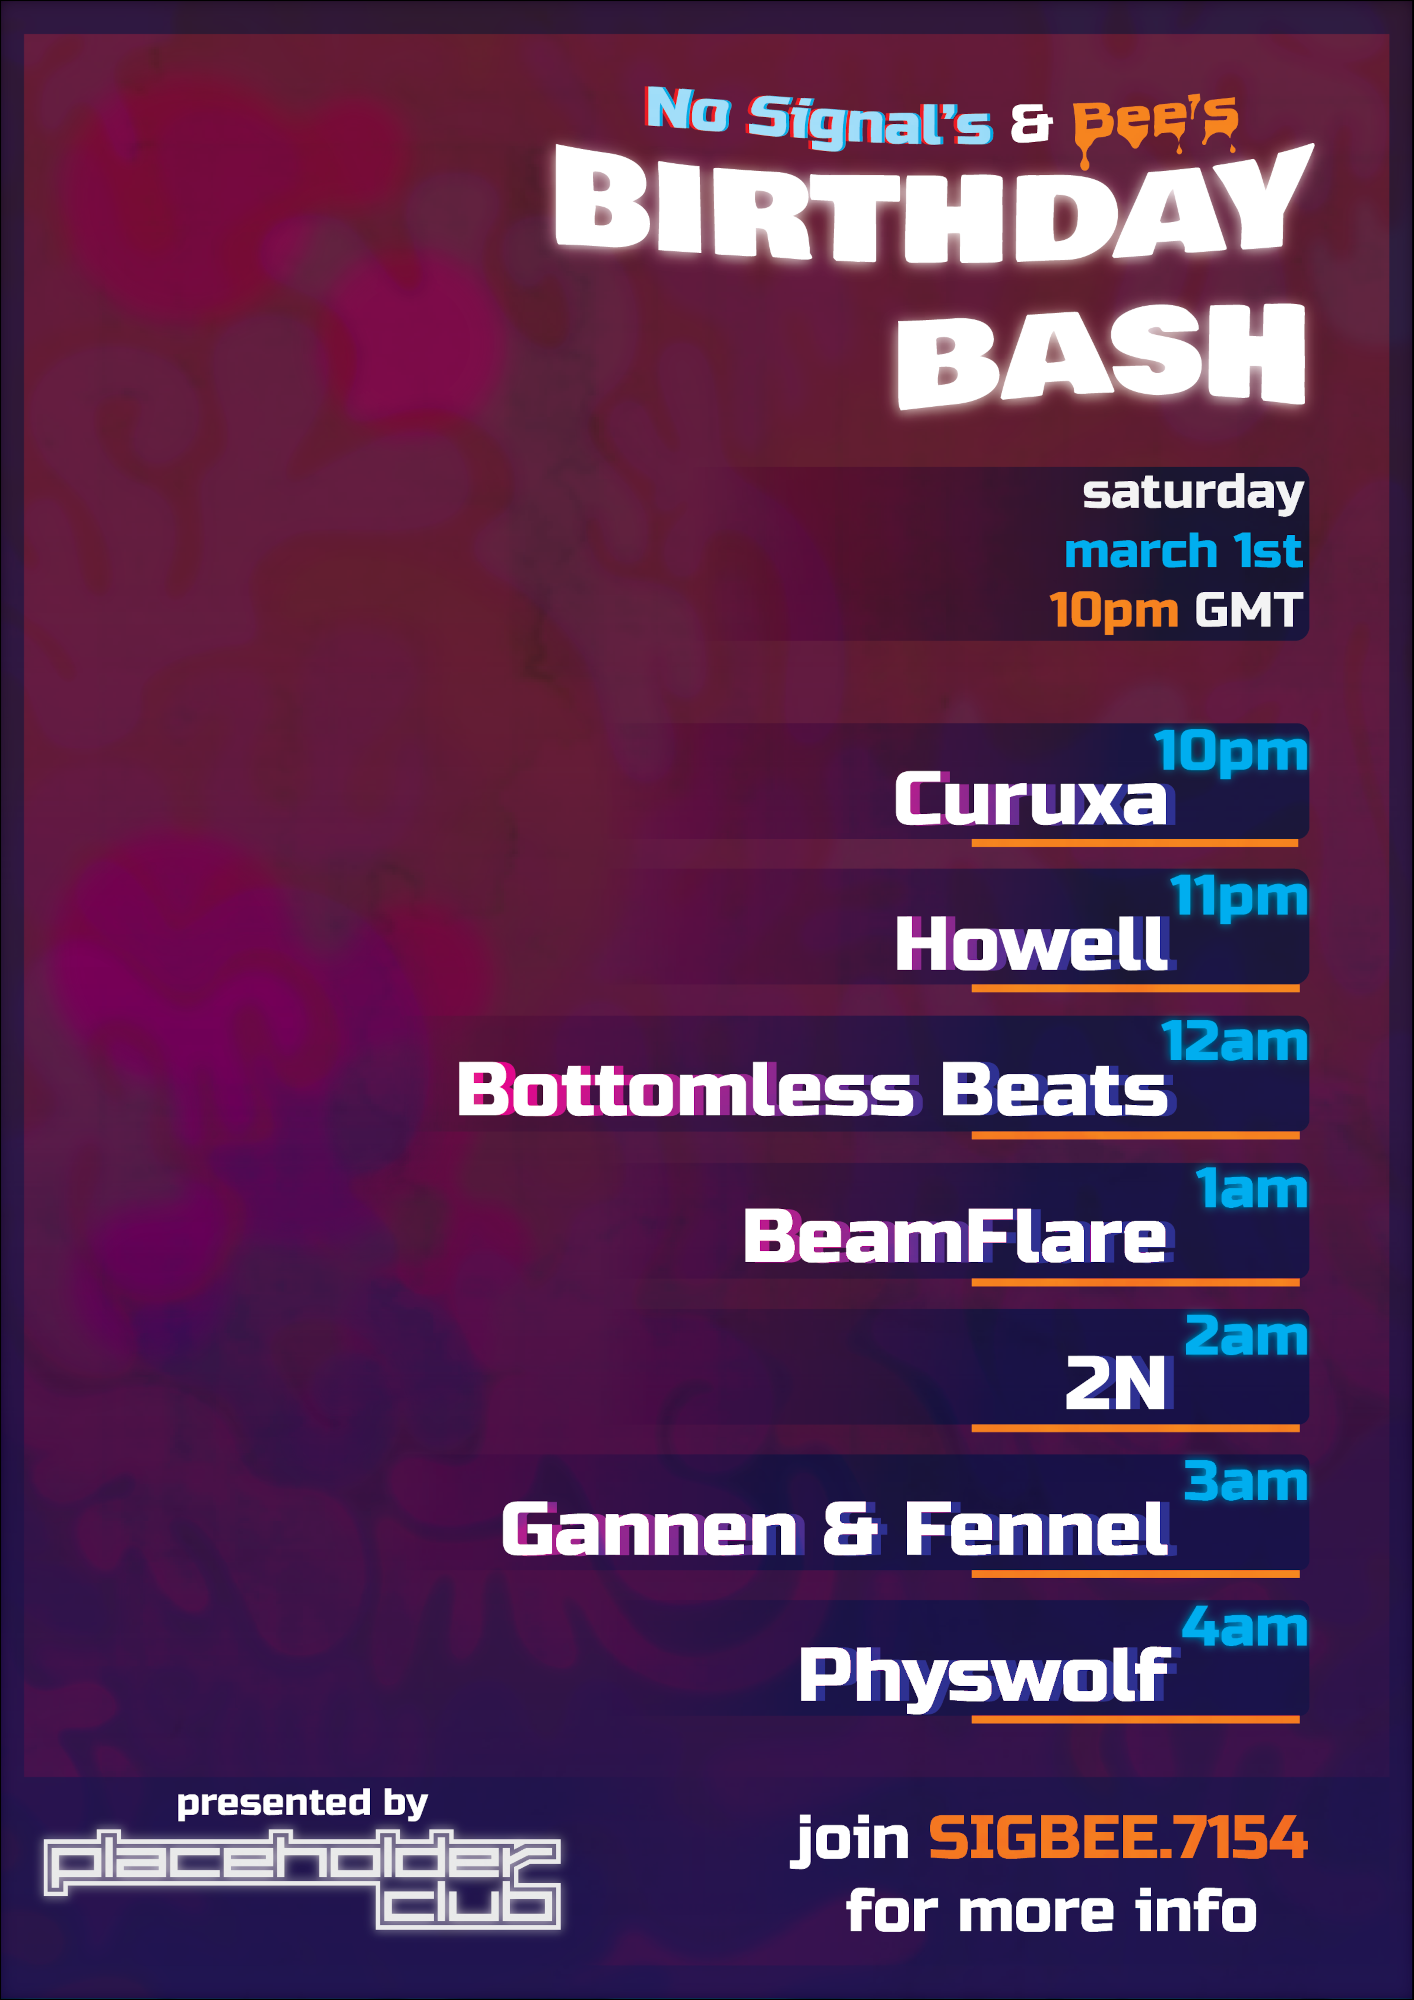 No Signal's & Bee's
BIRTHDAY
BASH
saturday
march 1st
10pm GMT
10pm
Curuxa
11pm
Howell
12am
Bottomless Beats
1am
BeamFlare
2am
2N
3am
Gannen & Fennel
4am
Physwolf
presented by
placeholder
club
join SIGBEE.7154
for more info